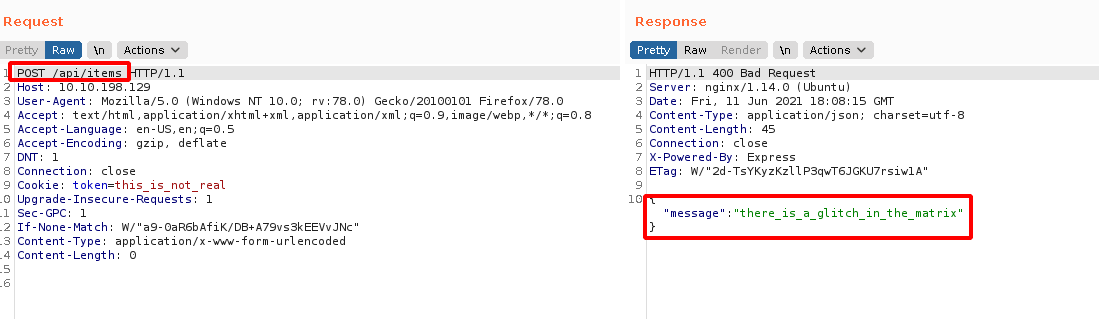 Request
Pretty Raw \n Actions
1 POST /api/items HTTP/1.1
2 Host: 10.10.198.129
3 User-Agent: Mozilla/5.0 (Windows NT 10.0; rv:78.0) Gecko/20100101 Firefox/78.0
4 Accept: text/html,application/xhtml+xml,application/xml;q=0.9,image/webp,*/*;q=0.8
5 Accept-Language: en-US,en;q=0.5
6 Accept-Encoding: gzip, deflate
7 DNT: 1
8 Connection: close
9 Cookie: token=this_is_not_real
10 Upgrade-Insecure-Requests: 1
11 Sec-GPC: 1
12 If-None-Match: W/"a9-0aR6bAfiK/DB+A79vs3kEEVvJNc"
13 Content-Type: application/x-www-form-urlencoded
14 Content-Length: 0
15
16
Response
Pretty Raw Render \n Actions
1 HTTP/1.1 400 Bad Request
2 Server: nginx/1.14.0 (Ubuntu)
3 Date: Fri, 11 Jun 2021 18:08:15 GMT
4 Content-Type: application/json; charset=utf-8
5 Content-Length: 45
6 Connection: close
7 X-Powered-By: Express
8 ETag: W/"2d-TsYKyzKzllP3qwT6JGKU7rsiw1A"
9
10 {
"message":"there_is_a_glitch_in_the_matrix"
}